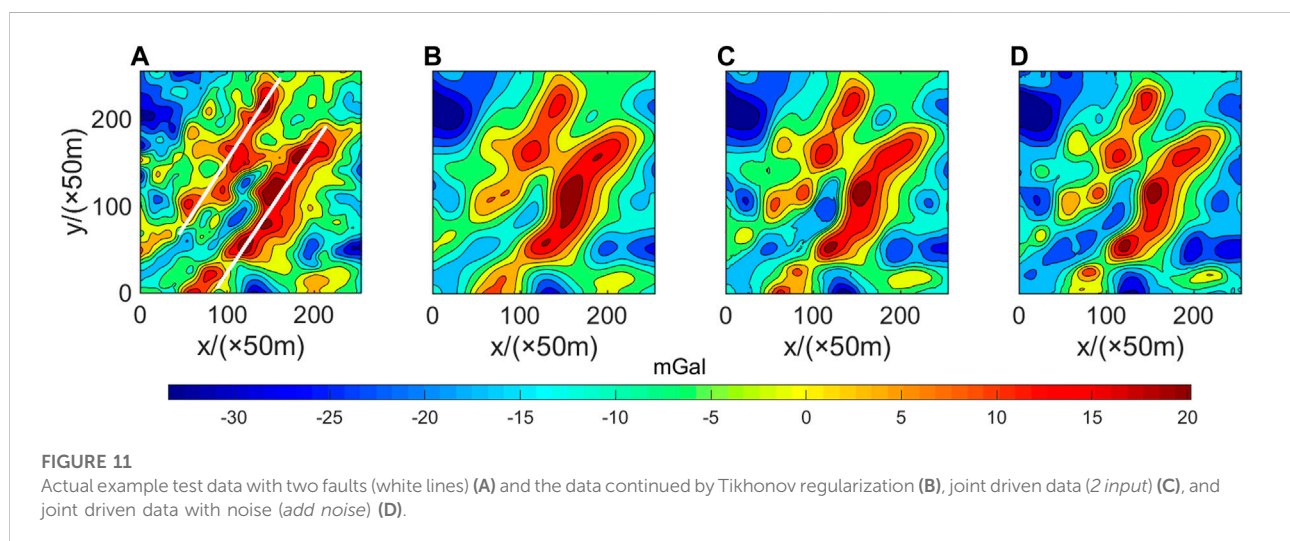 A
B
C
D
y/(×50m)
200
100
0
0 100 200
0 100 200
0 100 200
0 100 200
x/(×50m)
x/(×50m)
x/(×50m)
x/(×50m)
mGal
-30 -25 -20 -15 -10 -5 0 5 10 15 20
FIGURE 11
Actual example test data with two faults (white lines) (A) and the data continued by Tikhonov regularization (B), joint driven data (2 input) (C), and
joint driven data with noise (add noise) (D).